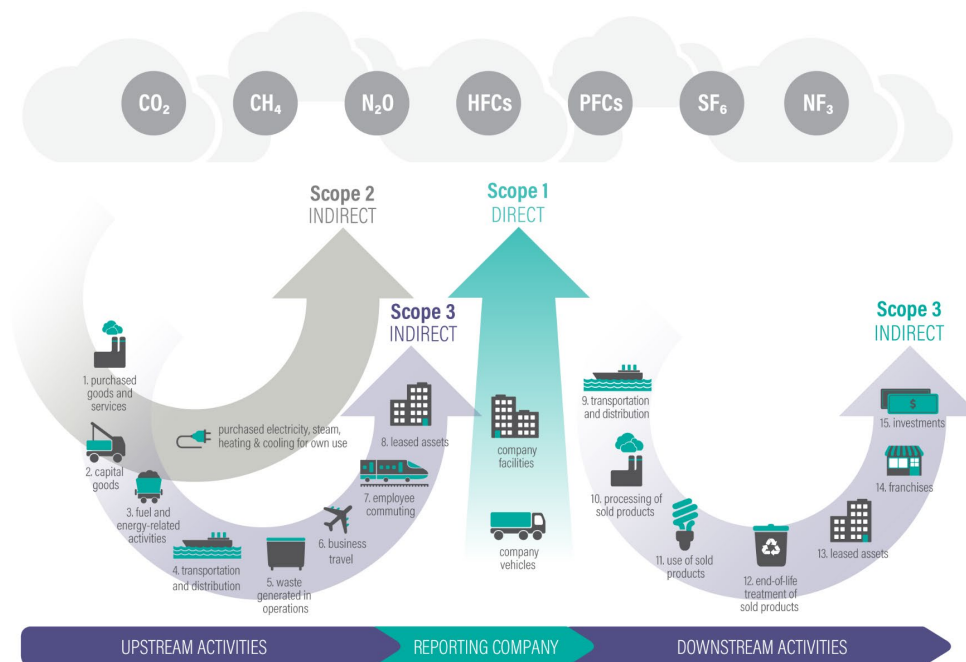 CO₂
CH₄
N₂O
HFCs
PFCs
SF₆
NF₃
Scope 2
INDIRECT
Scope 1
DIRECT
Scope 3
INDIRECT
Scope 3
INDIRECT
1. purchased
goods and
services
2. capital
goods
3. fuel and
energy-related
activities
4. transportation
and distribution
5. waste
generated in
operations
6. business
travel
7. employee
commuting
8. leased assets
purchased electricity, steam,
heating & cooling for own use
company
facilities
company
vehicles
9. transportation
and distribution
10. processing of
sold products
11. use of sold
products
12. end-of-life
treatment of
sold products
13. leased assets
14. franchises
$
15. investments
UPSTREAM ACTIVITIES
REPORTING COMPANY
DOWNSTREAM ACTIVITIES